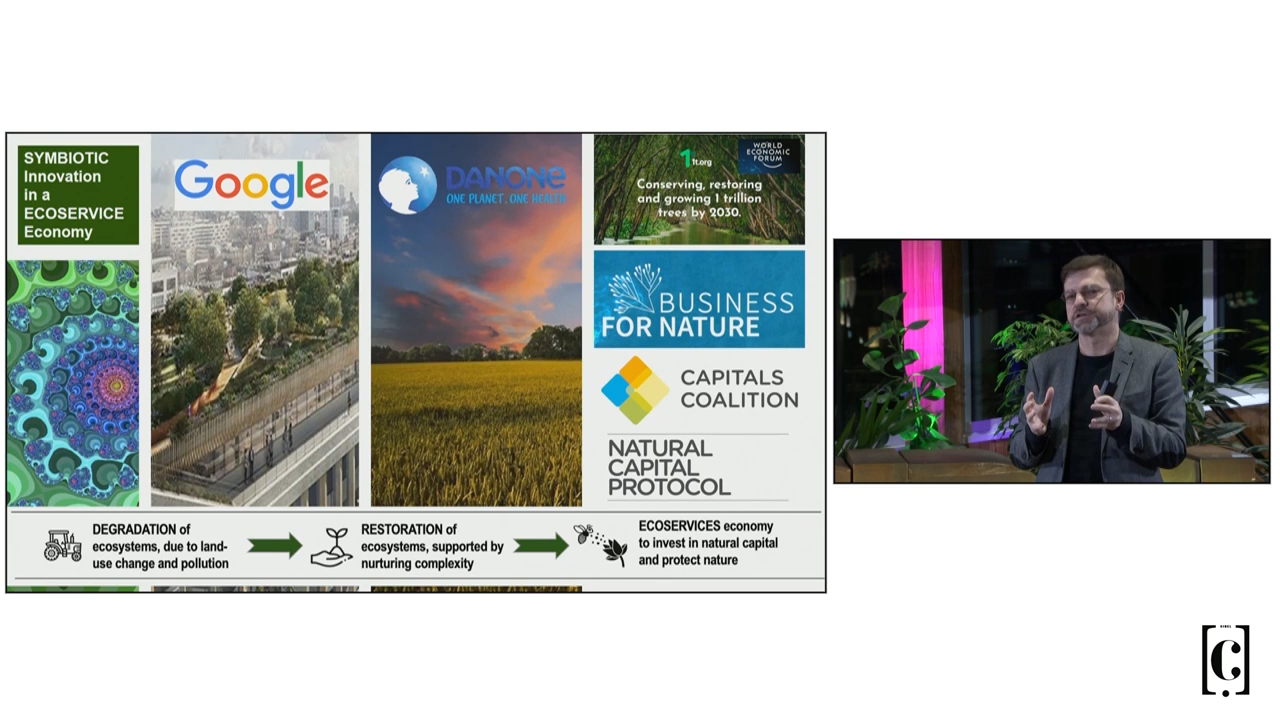 SYMBIOTIC
Innovation
in a
ECOSERVICE
Economy
Google
DANONE
ONE PLANET. ONE HEALTH
1t.org
WORLD
ECONOMIC
FORUM
Conserving, restoring
and growing 1 trillion
trees by 2030.
BUSINESS
FOR NATURE
CAPITALS
COALITION
NATURAL
CAPITAL
PROTOCOL
DEGRADATION of
ecosystems, due to land-
use change and pollution
RESTORATION of
ecosystems, supported by
nurturing complexity
ECOSERVICES economy
to invest in natural capital
and protect nature
[Ç]